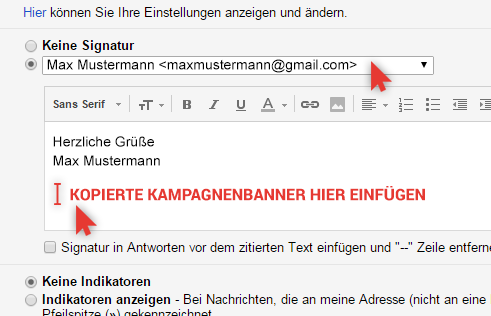 Hier können Sie Ihre Einstellungen anzeigen und ändern.
Keine Signatur
Max Mustermann <maxmustermann@gmail.com>
Sans Serif
B I U A
Herzliche Grüße
Max Mustermann
KOPIERTE KAMPAGNENBANNER HIER EINFÜGEN
Signatur in Antworten vor dem zitierten Text einfügen und "--" Zeile entferne
Keine Indikatoren
Indikatoren anzeigen - Bei Nachrichten, die an meine Adresse (nicht an eine
Pfeilspitze (») gekennzeichnet